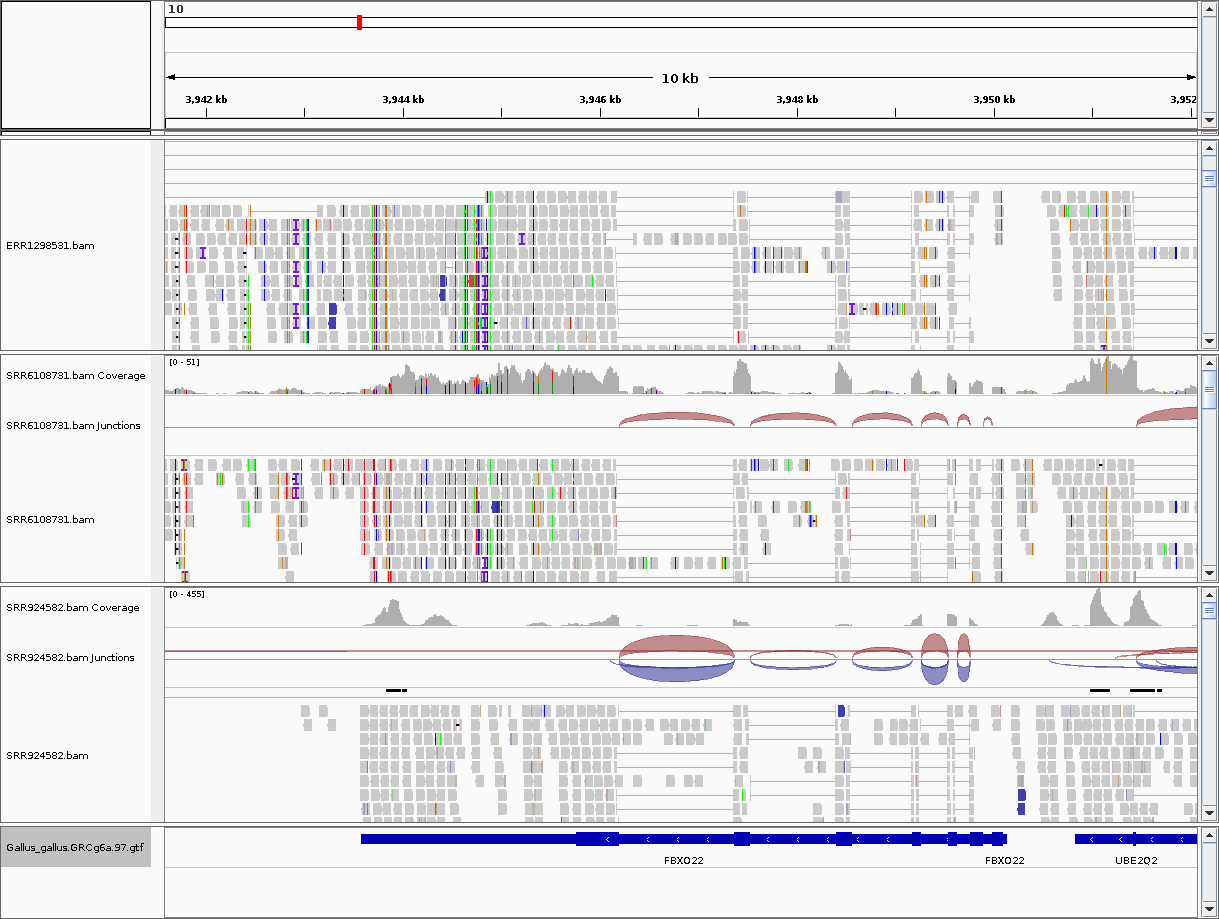 10
10 kb
3,942 kb 3,944 kb 3,946 kb 3,948 kb 3,950 kb 3,952
ERR1298531.bam
[0 - 51]
SRR6108731.bam Coverage
SRR6108731.bam Junctions
SRR6108731.bam
[0 - 455]
SRR924582.bam Coverage
SRR924582.bam Junctions
SRR924582.bam
Gallus_gallus.GRCg6a.97.gtf
FBXO22 FBXO22 UBE2Q2